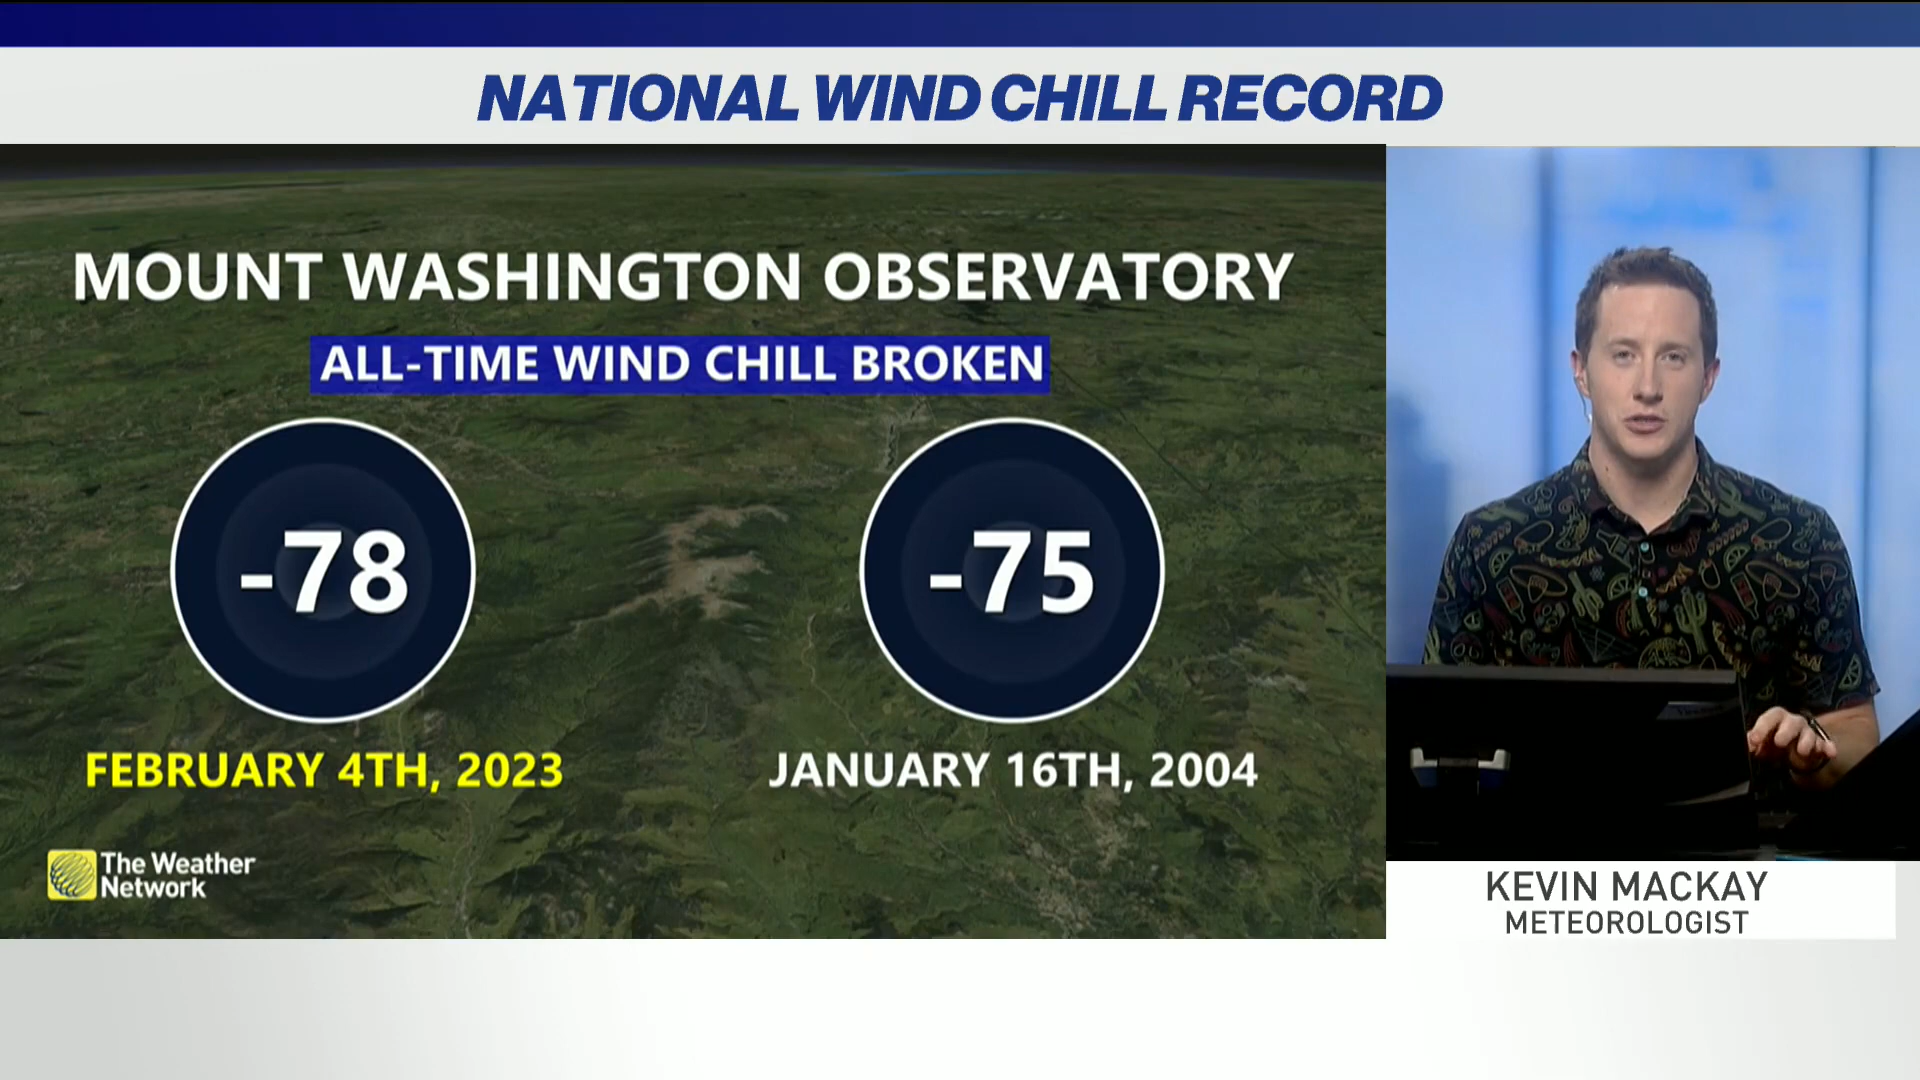 NATIONAL WIND CHILL RECORD
MOUNT WASHINGTON OBSERVATORY
ALL-TIME WIND CHILL BROKEN
-78
-75
FEBRUARY 4TH, 2023
JANUARY 16TH, 2004
The Weather
Network
KEVIN MACKAY
METEOROLOGIST